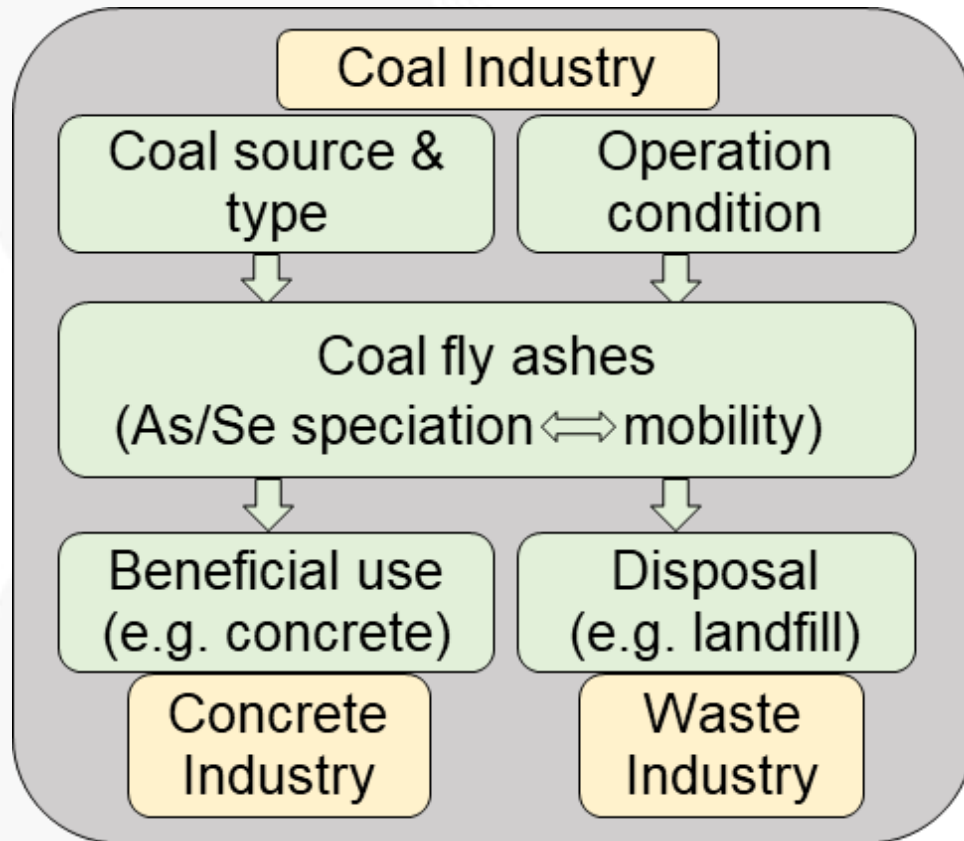 Coal Industry
Coal source &
type
Operation
condition
Coal fly ashes
(As/Se speciation⇔mobility)
Beneficial use
(e.g. concrete)
Disposal
(e.g. landfill)
Concrete
Industry
Waste
Industry